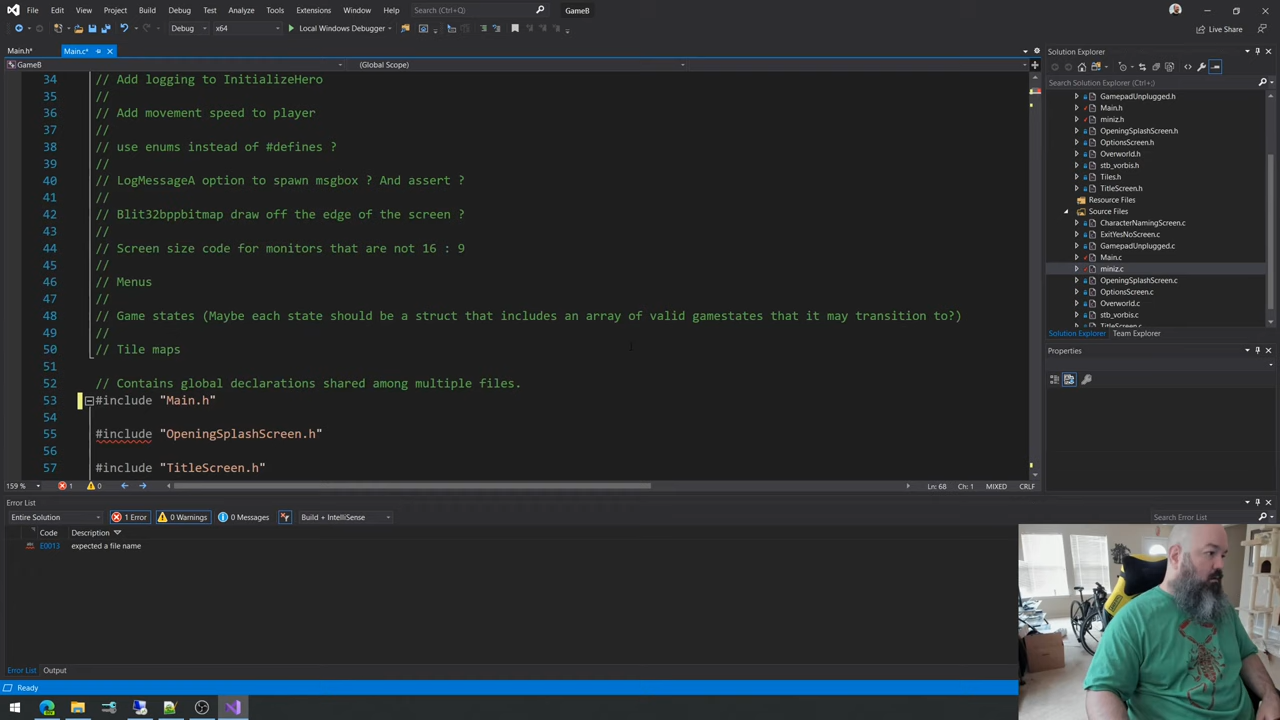 File Edit View Git Project Build Debug Test Analyze Tools Extensions Window Help Search (Ctrl+Q) GameB
Debug x64 Local Windows Debugger Live Share
Main.h* Main.c*
GameB (Global Scope)
34 // Add logging to InitializeHero
35 //
36 // Add movement speed to player
37 //
38 // use enums instead of #defines ?
39 //
40 // LogMessageA option to spawn msgbox ? And assert ?
41 //
42 // Blit32bppbitmap draw off the edge of the screen ?
43 //
44 // Screen size code for monitors that are not 16 : 9
45 //
46 // Menus
47 //
48 // Game states (Maybe each state should be a struct that includes an array of valid gamestates that it may transition to?)
49 //
50 // Tile maps
51
52 // Contains global declarations shared among multiple files.
53 #include "Main.h"
54
55 #include "OpeningSplashScreen.h"
56
57 #include "TitleScreen.h"
159 % 1 0 Ln: 68 Ch: 1 MIXED CRLF
Error List
Entire Solution 1 Error 0 Warnings 0 Messages Build + IntelliSense Search Error List
Code Description
E0013 expected a file name
Error List Output
Ready
Solution Explorer
Search Solution Explorer (Ctrl+;)
GamepadUnplugged.h
Main.h
miniz.h
OpeningSplashScreen.h
OptionsScreen.h
Overworld.h
stb_vorbis.h
Tiles.h
TitleScreen.h
Resource Files
Source Files
CharacterNamingScreen.c
ExitYesNoScreen.c
GamepadUnplugged.c
Main.c
miniz.c
OpeningSplashScreen.c
OptionsScreen.c
Overworld.c
stb_vorbis.c
TitleScreen.c
Solution Explorer Team Explorer
Properties